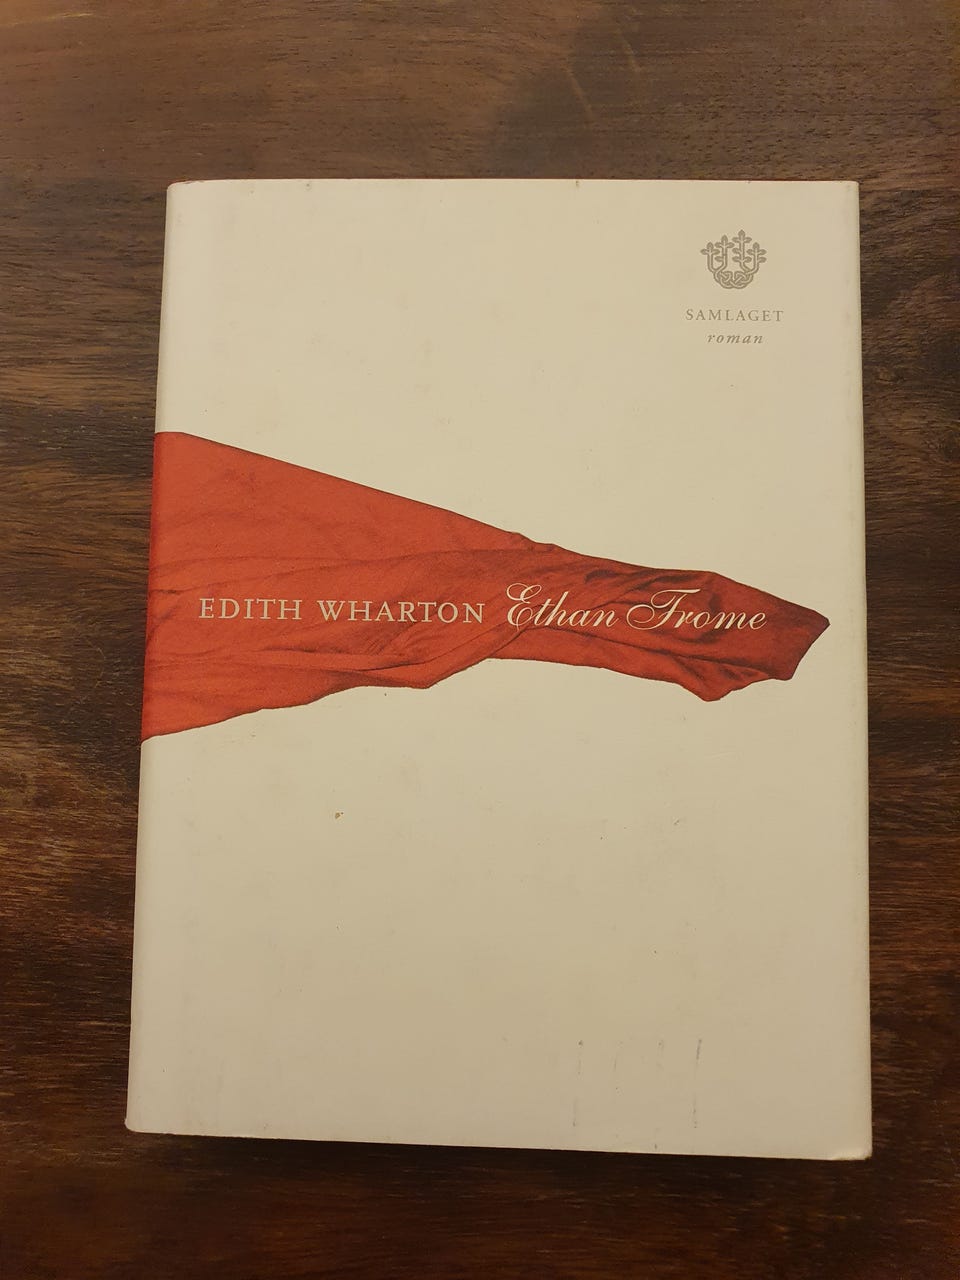 SAMLAGET
roman
EDITH WHARTON Ethan Frome